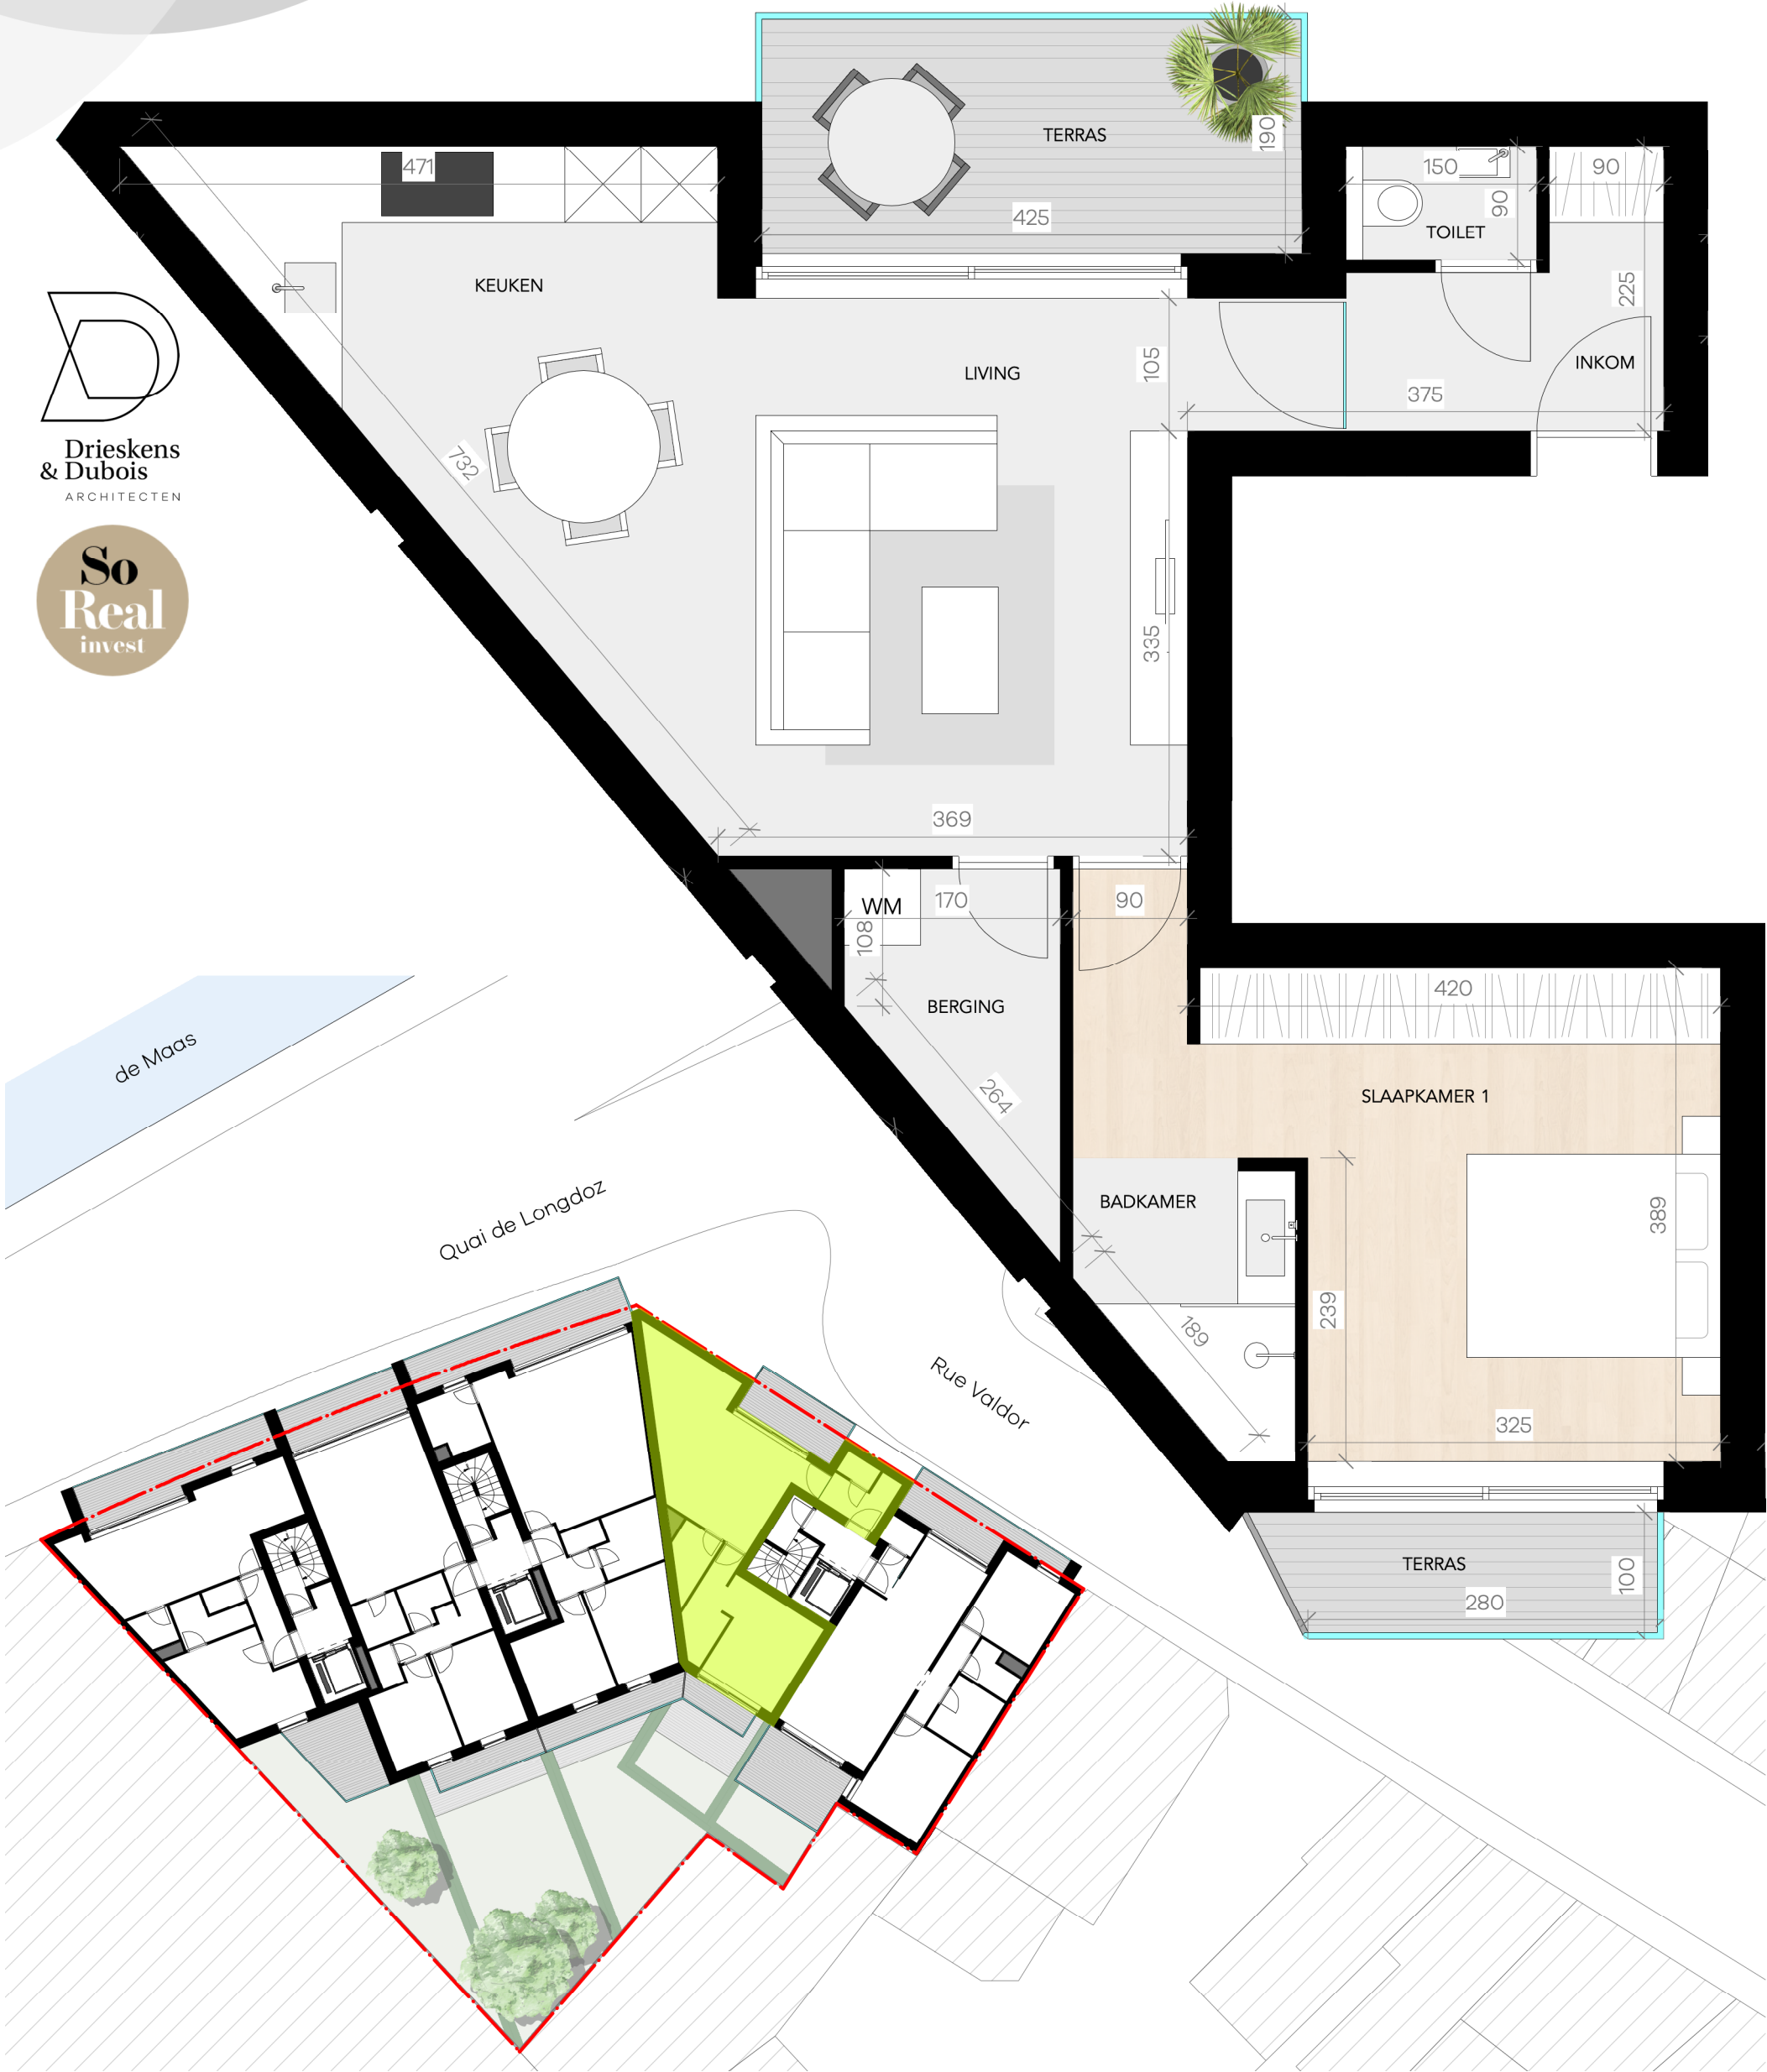 TERRAS
190
425
471
150
90
90
TOILET
KEUKEN
225
INKOM
LIVING
105
375
Drieskens
& Dubois
ARCHITECTEN
732
So
Real
invest
335
369
WM
170
90
108
BERGING
420
264
SLAAPKAMER 1
de Maas
BADKAMER
389
Quai de Longdoz
239
189
Rue Valdor
325
TERRAS
100
280